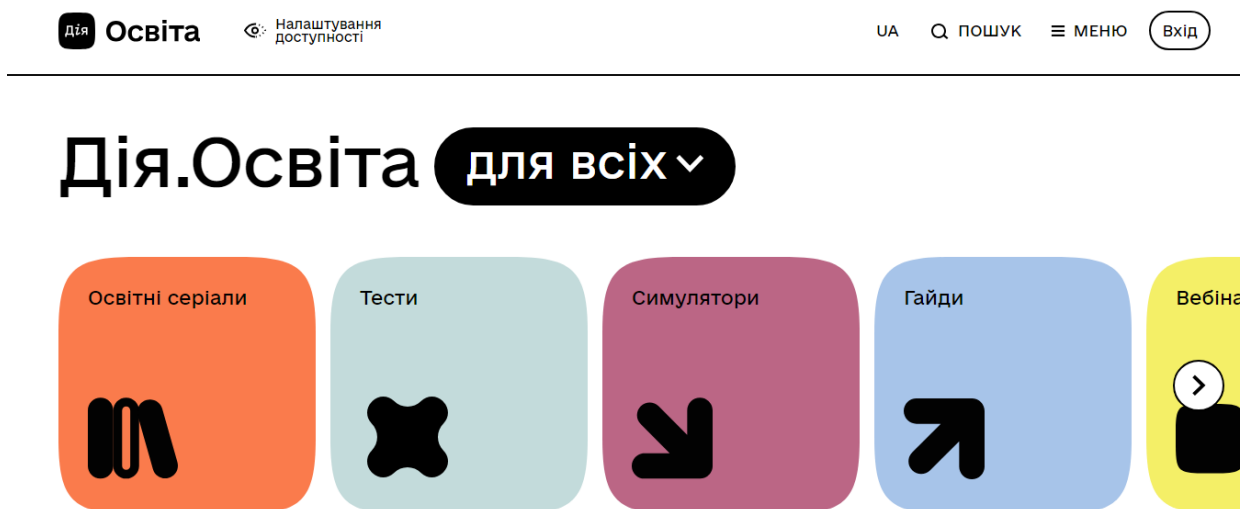 Дія Освіта
Налаштування
доступності
UA
ПОШУК
МЕНЮ
Вхід
Дія.Освіта для всіх
Освітні серіали
Тести
Симулятори
Гайди